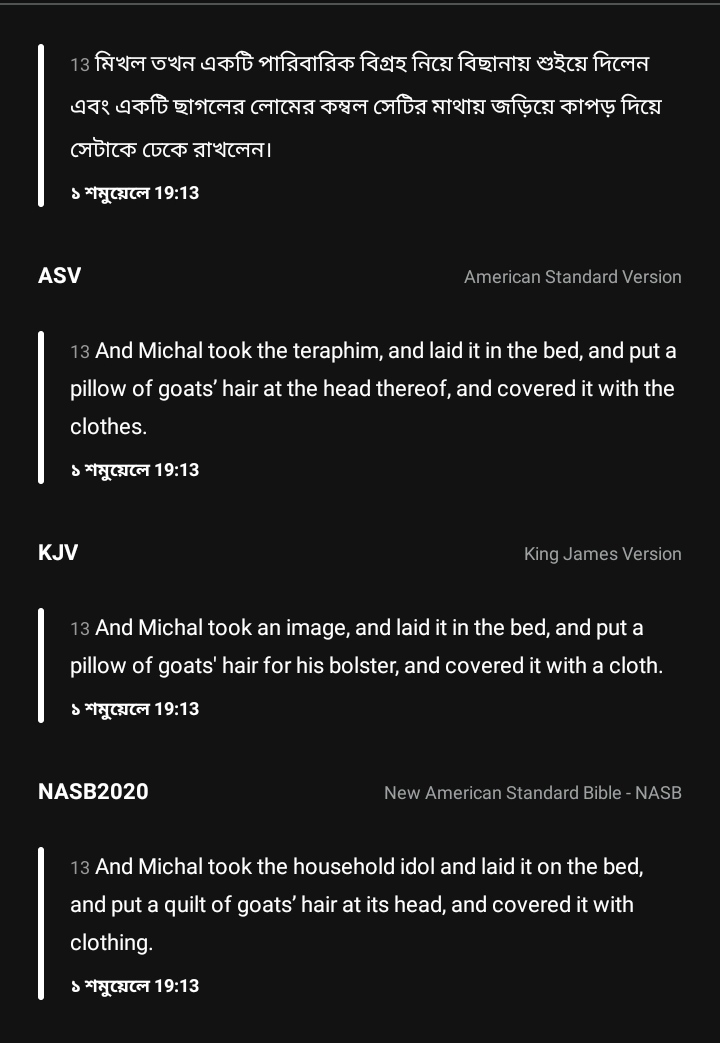 13 মিখল তখন একটি পারিবারিক বিগ্রহ নিয়ে বিছানায় শুইয়ে দিলেন
এবং একটি ছাগলের লোমের কম্বল সেটির মাথায় জড়িয়ে কাপড় দিয়ে
সেটাকে ঢেকে রাখলেন।
১ শমুয়েলে 19:13
ASV American Standard Version
13 And Michal took the teraphim, and laid it in the bed, and put a
pillow of goats’ hair at the head thereof, and covered it with the
clothes.
১ শমুয়েলে 19:13
KJV King James Version
13 And Michal took an image, and laid it in the bed, and put a
pillow of goats' hair for his bolster, and covered it with a cloth.
১ শমুয়েলে 19:13
NASB2020 New American Standard Bible - NASB
13 And Michal took the household idol and laid it on the bed,
and put a quilt of goats’ hair at its head, and covered it with
clothing.
১ শমুয়েলে 19:13